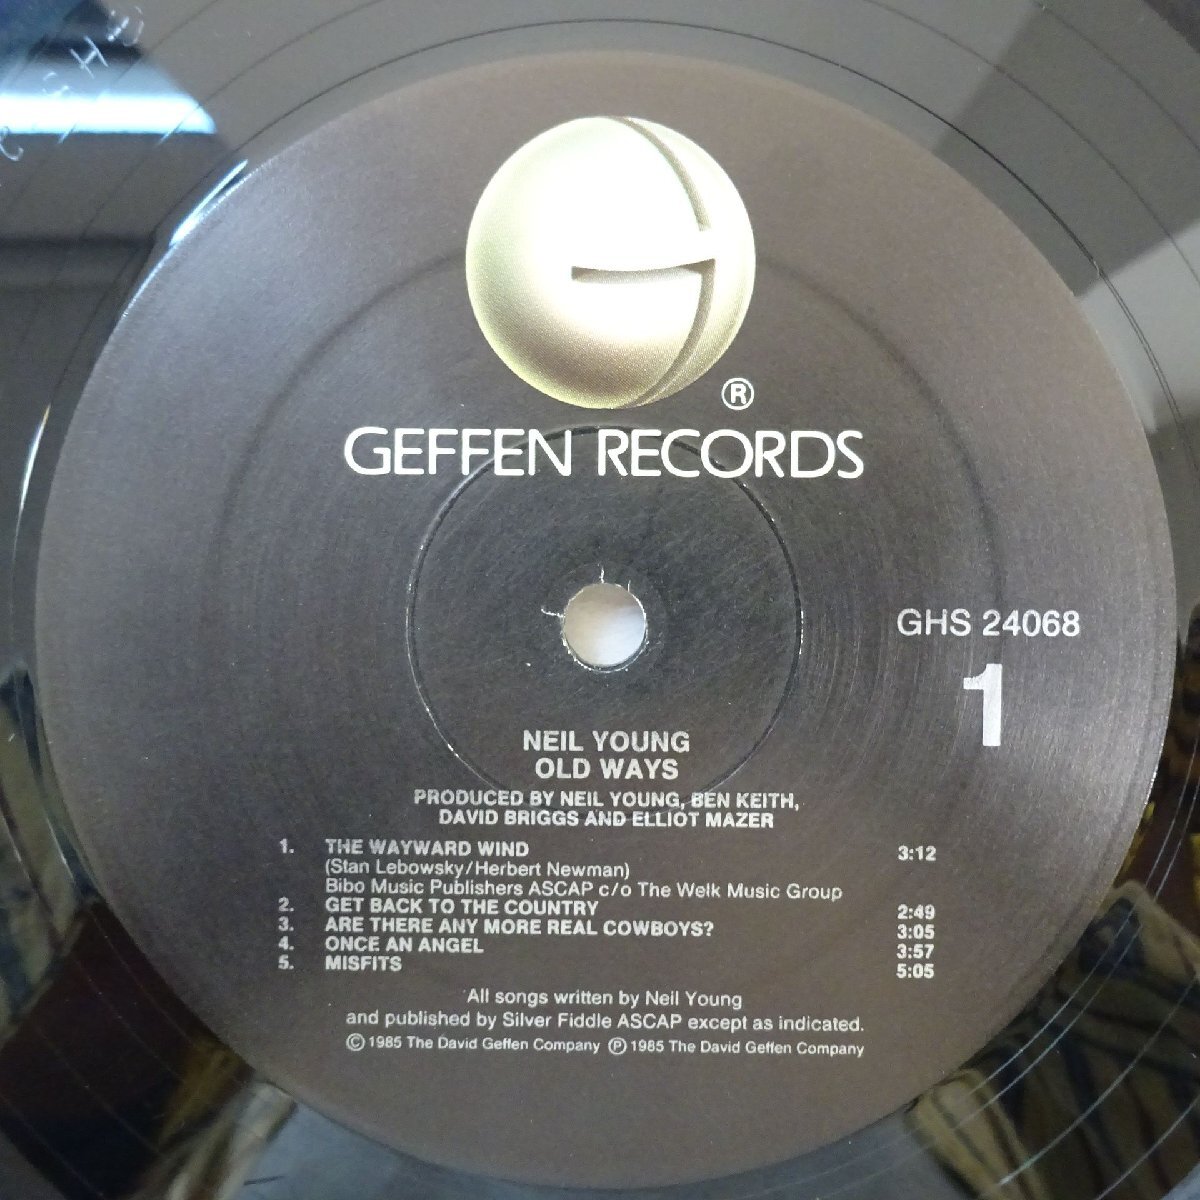 ®
GEFFEN RECORDS
GHS 24068
1
NEIL YOUNG
OLD WAYS
PRODUCED BY NEIL YOUNG, BEN KEITH,
DAVID BRIGGS AND ELLIOT MAZER
1. THE WAYWARD WIND 3:12
(Stan Lebowsky/Herbert Newman)
Bibo Music Publishers ASCAP c/o The Welk Music Group
2. GET BACK TO THE COUNTRY 2:49
3. ARE THERE ANY MORE REAL COWBOYS? 3:05
4. ONCE AN ANGEL 3:57
5. MISFITS 5:05
All songs written by Neil Young
and published by Silver Fiddle ASCAP except as indicated.
© 1985 The David Geffen Company ℗ 1985 The David Geffen Company